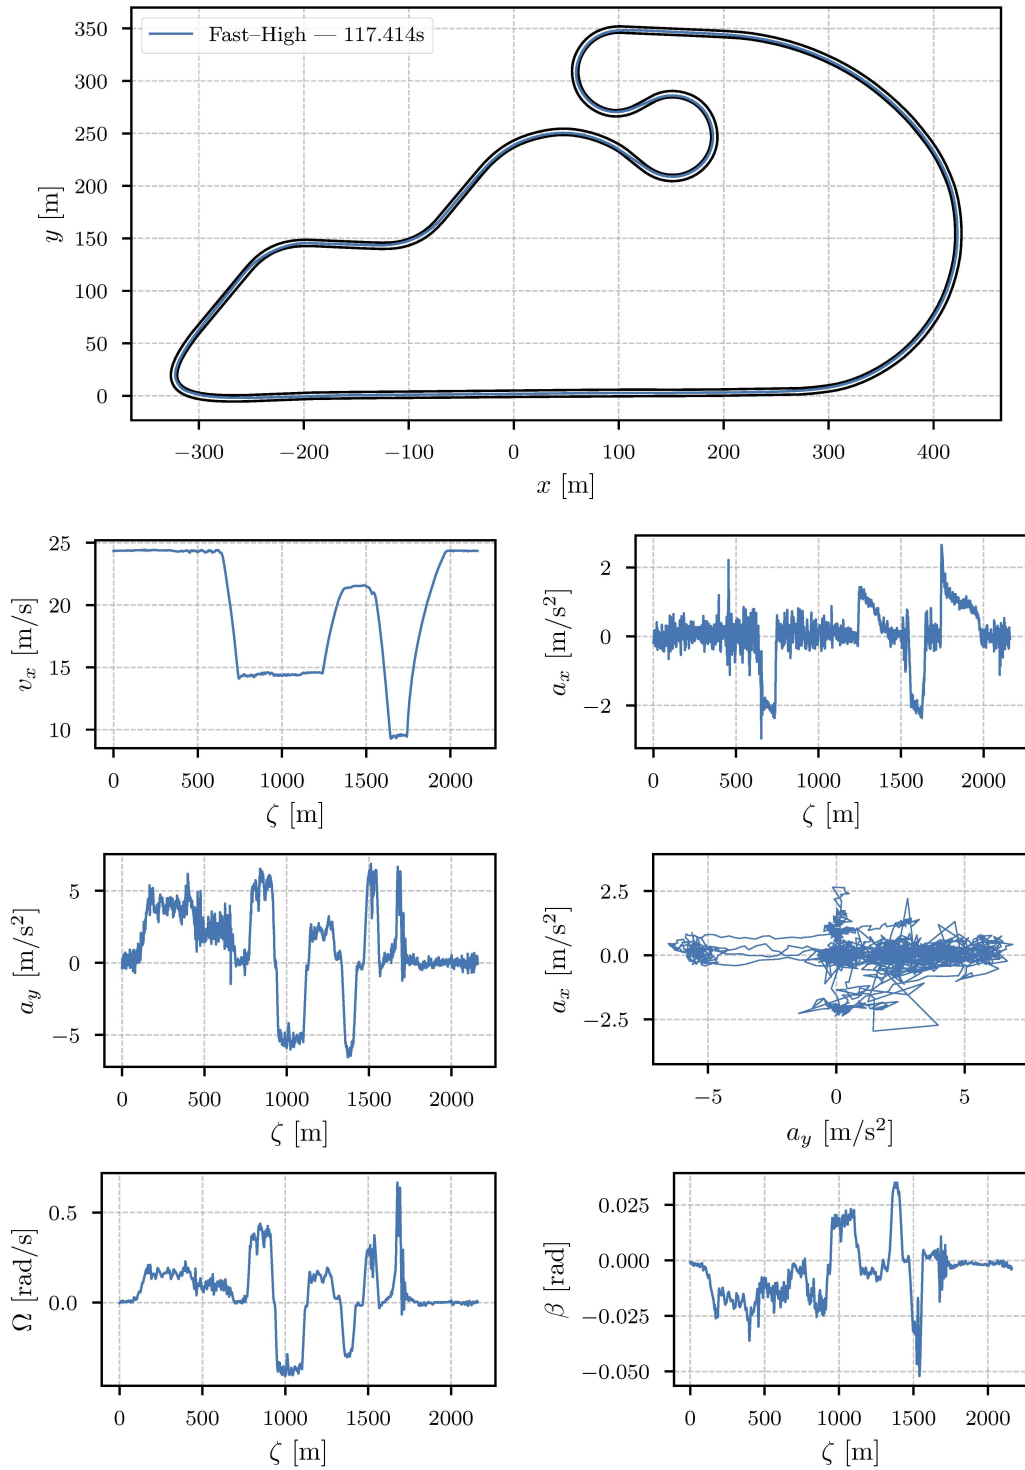 350
300
250
200
150
100
50
0
y [m]
Fast–High — 117.414s
−300 −200 −100 0 100 200 300 400
x [m]
25
20
15
10
v_x [m/s]
0 500 1000 1500 2000
ζ [m]
2
0
−2
a_x [m/s²]
0 500 1000 1500 2000
ζ [m]
5
0
−5
a_y [m/s²]
0 500 1000 1500 2000
ζ [m]
2.5
0.0
−2.5
a_x [m/s²]
−5 0 5
a_y [m/s²]
0.5
0.0
Ω [rad/s]
0 500 1000 1500 2000
ζ [m]
0.025
0.000
−0.025
−0.050
β [rad]
0 500 1000 1500 2000
ζ [m]